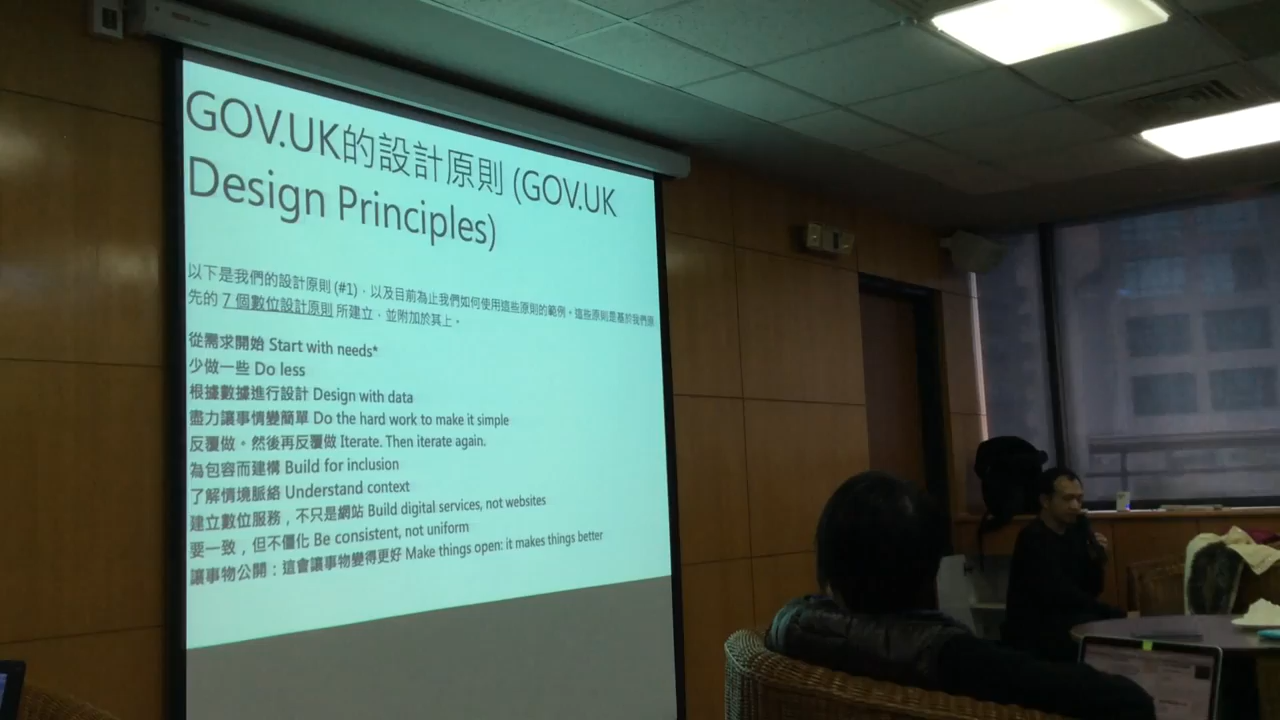 GOV.UK的設計原則 (GOV.UK
Design Principles)
以下是我們的設計原則 (#1)，以及目前為止我們如何使用這些原則的範例。這些原則是基於我們原
先的 7 個數位設計原則 所建立，並附加於其上。
從需求開始 Start with needs*
少做一些 Do less
根據數據進行設計 Design with data
盡力讓事情變簡單 Do the hard work to make it simple
反覆做。然後再反覆做 Iterate. Then iterate again.
為包容而建構 Build for inclusion
了解情境脈絡 Understand context
建立數位服務，不只是網站 Build digital services, not websites
要一致，但不僵化 Be consistent, not uniform
讓事物公開：這會讓事物變得更好 Make things open: it makes things better